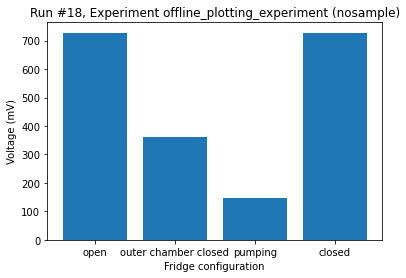 Run #18, Experiment offline_plotting_experiment (nosample)
Voltage (mV)
700
600
500
400
300
200
100
0
open outer chamber closed pumping closed
Fridge configuration